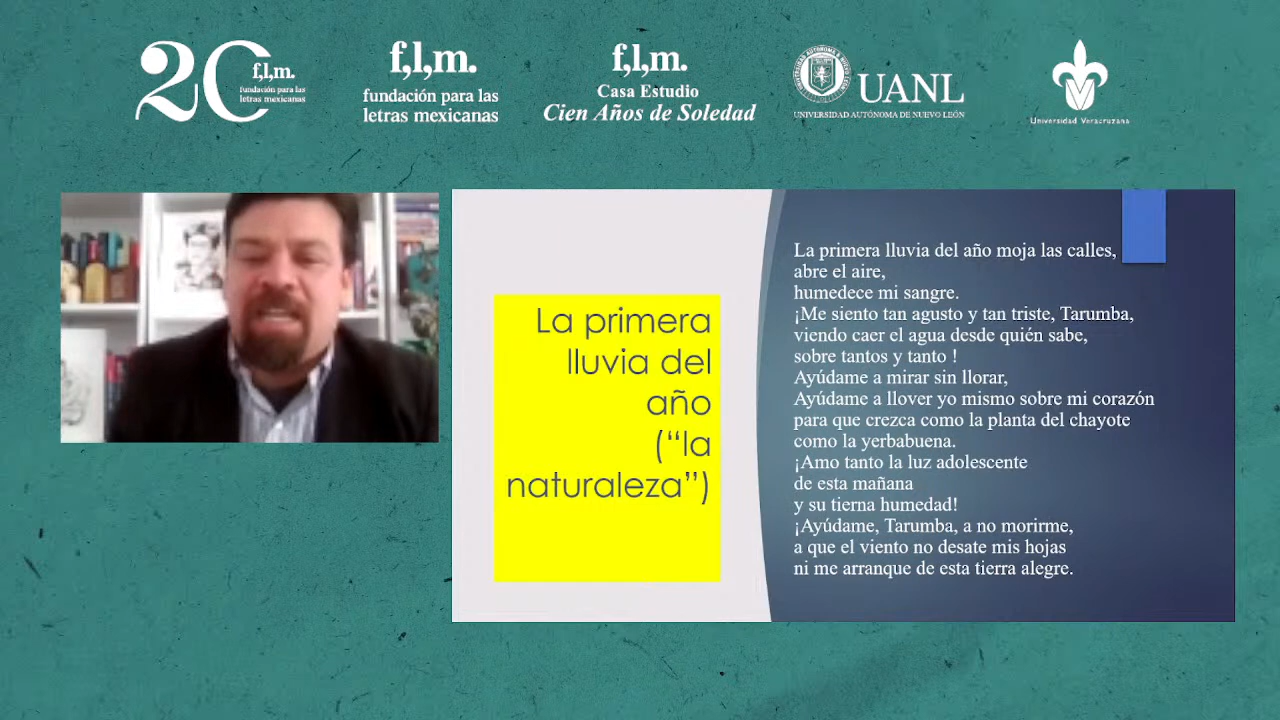 20
f,l,m.
fundación para las
letras mexicanas
f,l,m.
fundación para las
letras mexicanas
f,l,m.
Casa Estudio
Cien Años de Soledad
UANL
UNIVERSIDAD AUTÓNOMA DE NUEVO LEÓN
Universidad Veracruzana
La primera
lluvia del
año
(“la
naturaleza”)
La primera lluvia del año moja las calles,
abre el aire,
humedece mi sangre.
¡Me siento tan agusto y tan triste, Tarumba,
viendo caer el agua desde quién sabe,
sobre tantos y tanto !
Ayúdame a mirar sin llorar,
Ayúdame a llover yo mismo sobre mi corazón
para que crezca como la planta del chayote
como la yerbabuena.
¡Amo tanto la luz adolescente
de esta mañana
y su tierna humedad!
¡Ayúdame, Tarumba, a no morirme,
a que el viento no desate mis hojas
ni me arranque de esta tierra alegre.